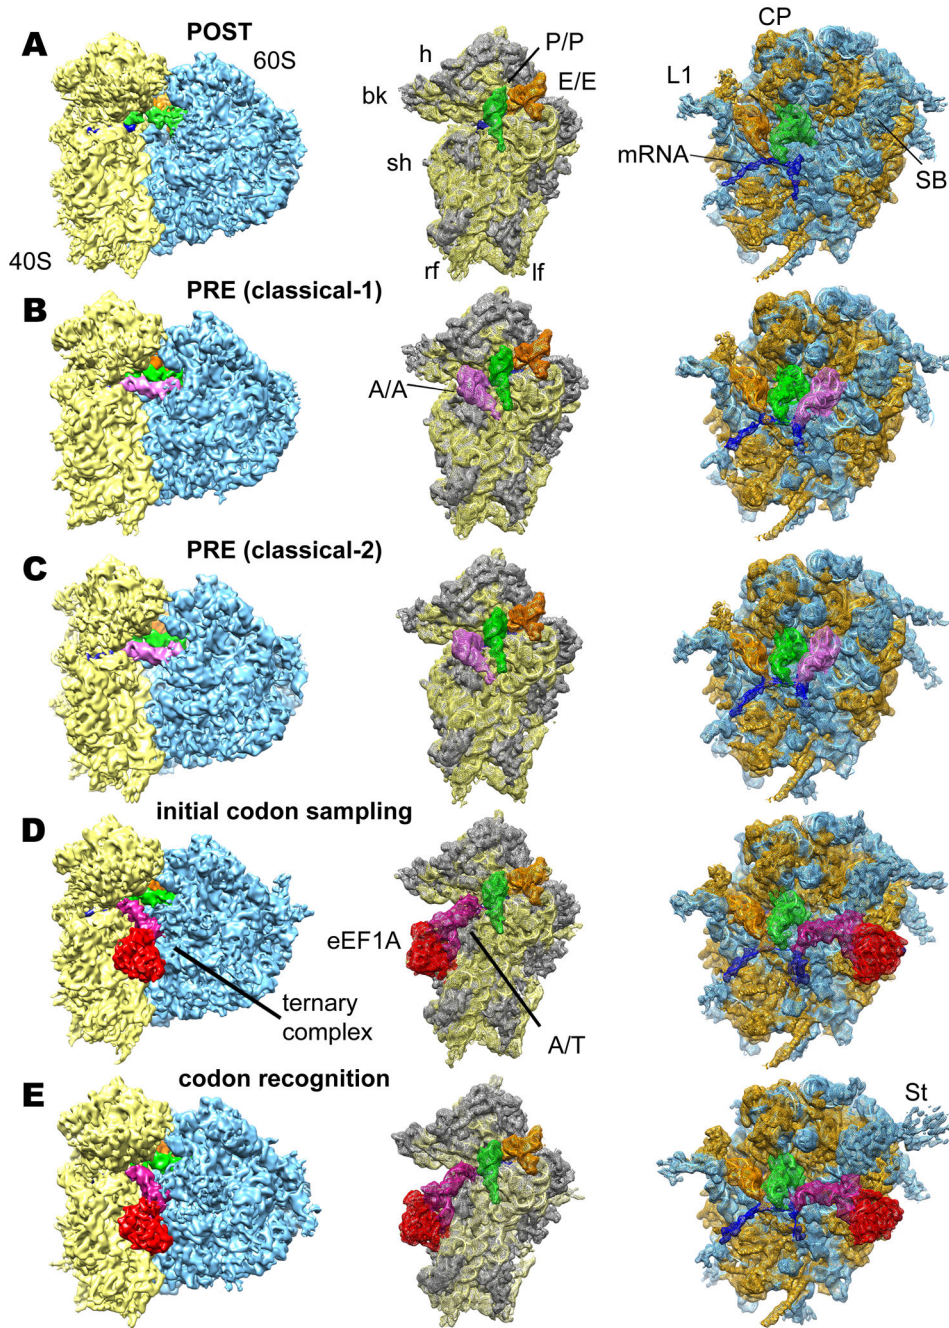 A
POST
60S
40S
h
bk
sh
rf
lf
P/P
E/E
CP
L1
mRNA
SB
B
PRE (classical-1)
A/A
C
PRE (classical-2)
D
initial codon sampling
ternary
complex
eEF1A
A/T
E
codon recognition
St